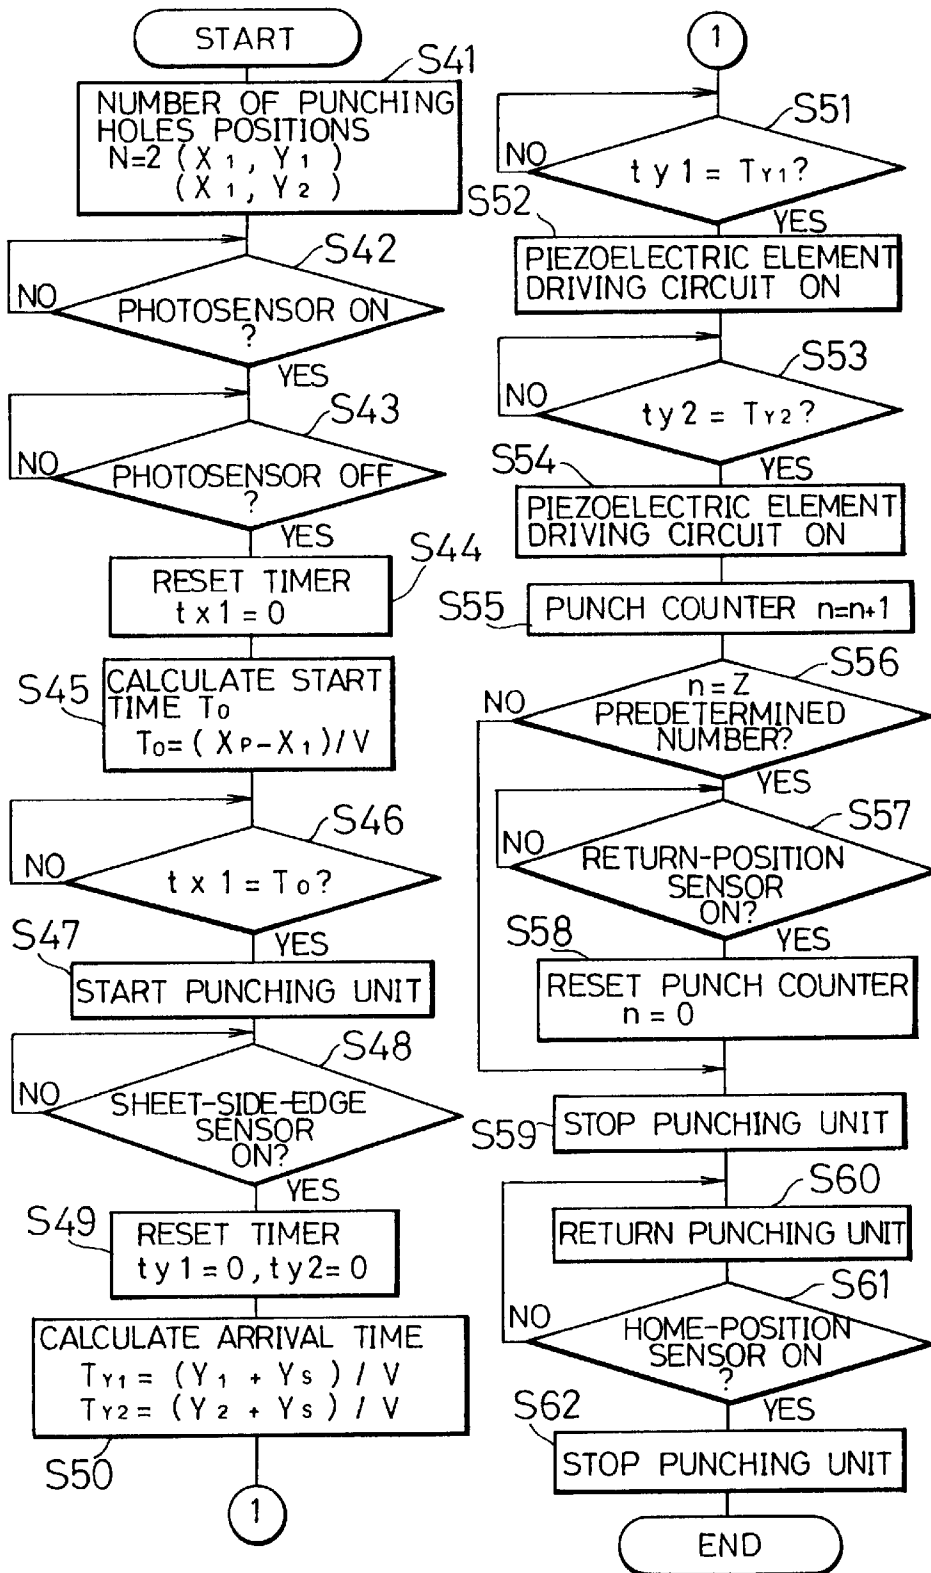 START
S41
NUMBER OF PUNCHING
HOLES POSITIONS
N=2 (X1, Y1)
(X1, Y2)
S42
NO
PHOTOSENSOR ON
?
YES
S43
NO
PHOTOSENSOR OFF
?
YES
S44
RESET TIMER
tx1=0
S45
CALCULATE START
TIME T0
T0=(XP-X1)/V
S46
NO
tx1=T0?
YES
S47
START PUNCHING UNIT
S48
NO
SHEET-SIDE-EDGE
SENSOR
ON?
YES
S49
RESET TIMER
ty1=0, ty2=0
CALCULATE ARRIVAL TIME
TY1=(Y1+YS)/V
TY2=(Y2+YS)/V
S50
1
1
S51
NO
ty1=TY1?
S52
YES
PIEZOELECTRIC ELEMENT
DRIVING CIRCUIT ON
S53
NO
ty2=TY2?
S54
YES
PIEZOELECTRIC ELEMENT
DRIVING CIRCUIT ON
S55
PUNCH COUNTER n=n+1
S56
NO
n=Z
PREDETERMINED
NUMBER?
YES
S57
NO
RETURN-POSITION
SENSOR
ON?
S58
YES
RESET PUNCH COUNTER
n=0
S59
STOP PUNCHING UNIT
S60
RETURN PUNCHING UNIT
S61
NO
HOME-POSITION
SENSOR ON
?
S62
YES
STOP PUNCHING UNIT
END